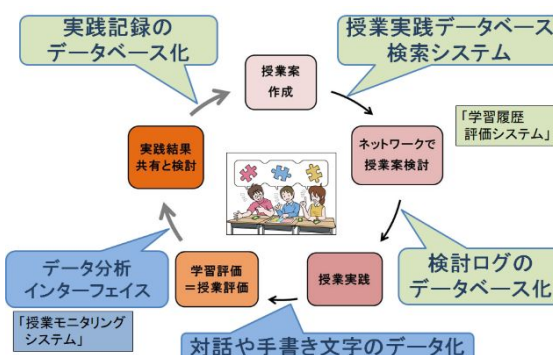 実践記録の
データベース化
授業実践データベース
検索システム
授業案
作成
「学習履歴
評価システム」
ネットワークで
授業案検討
実践結果
共有と検討
検討ログの
データベース化
データ分析
インターフェイス
学習評価
=授業評価
授業実践
「授業モニタリング
システム」
対話や手書き文字のデータ化